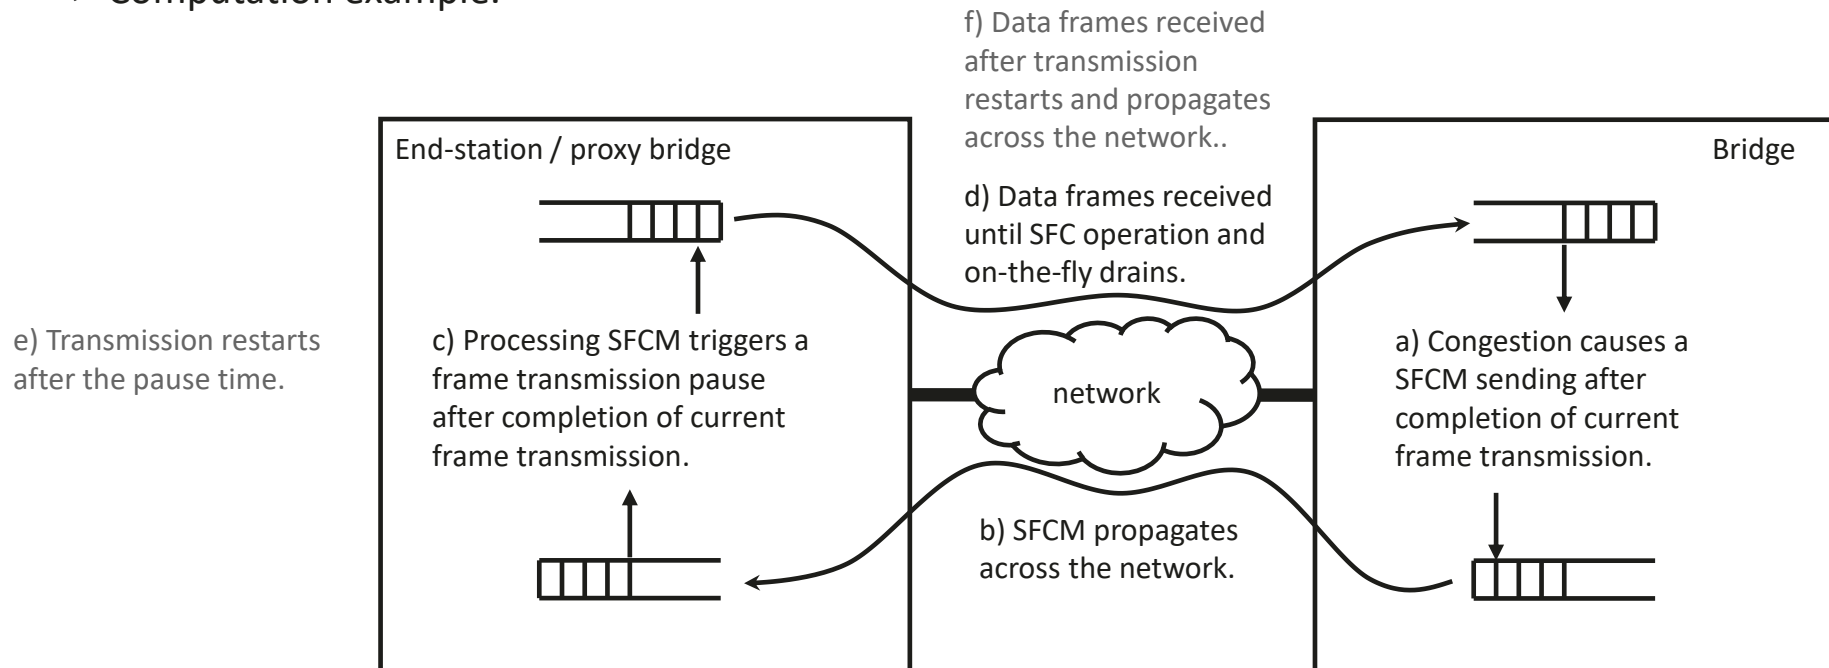 f) Data frames received
after transmission
restarts and propagates
across the network..
End-station / proxy bridge
Bridge
d) Data frames received
until SFC operation and
on-the-fly drains.
e) Transmission restarts
after the pause time.
c) Processing SFCM triggers a
frame transmission pause
after completion of current
frame transmission.
network
a) Congestion causes a
SFCM sending after
completion of current
frame transmission.
b) SFCM propagates
across the network.